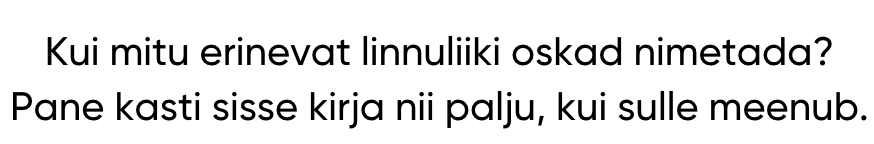 Kui mitu erinevat linnuliiki oskad nimetada?
Pane kasti sisse kirja nii palju, kui sulle meenub.